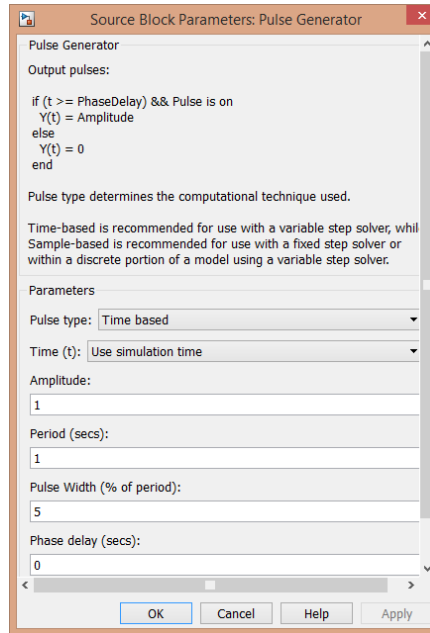 Source Block Parameters: Pulse Generator
Pulse Generator
Output pulses:
if (t >= PhaseDelay) && Pulse is on
Y(t) = Amplitude
else
Y(t) = 0
end
Pulse type determines the computational technique used.
Time-based is recommended for use with a variable step solver, whil
Sample-based is recommended for use with a fixed step solver or
within a discrete portion of a model using a variable step solver.
Parameters
Pulse type: Time based
Time (t): Use simulation time
Amplitude:
1
Period (secs):
1
Pulse Width (% of period):
5
Phase delay (secs):
0
OK Cancel Help Apply